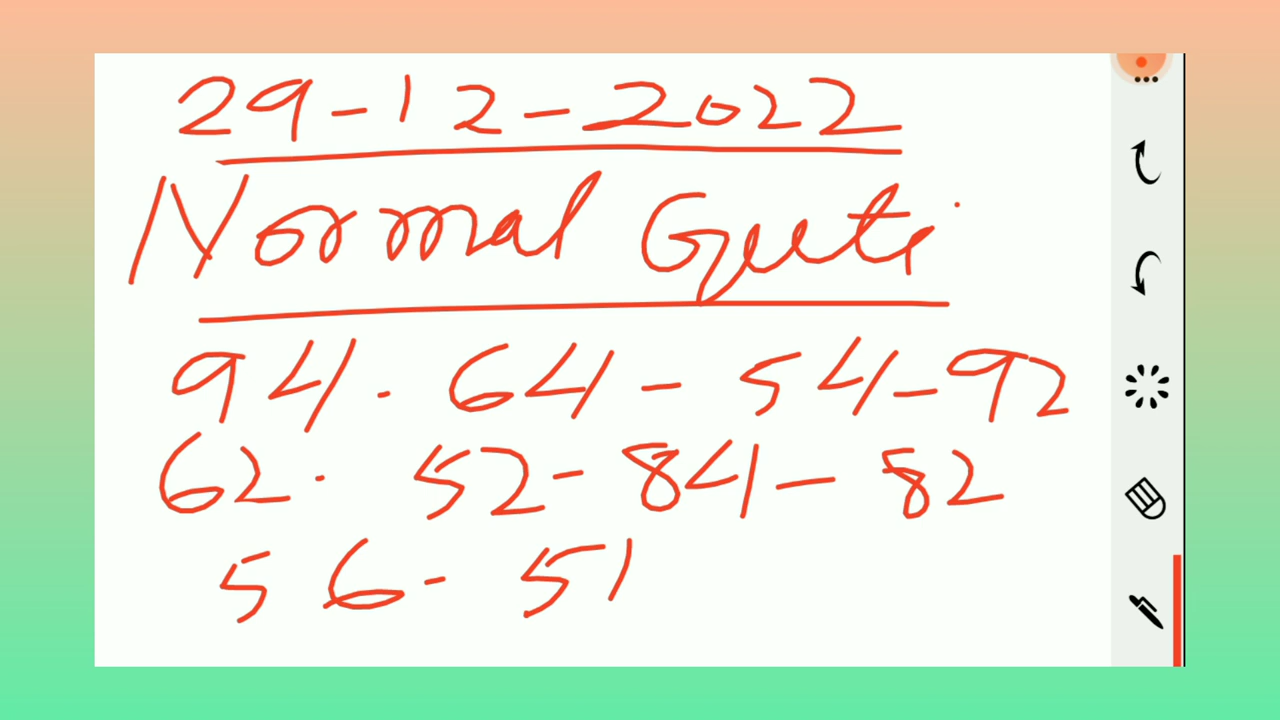 29-12-2022
Normal Guti
94. 64-54-92
62. 52-84-82
56-51